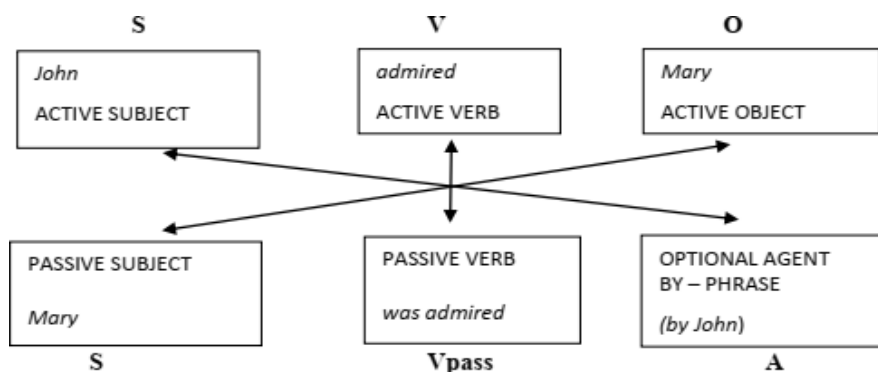 S V O
John
ACTIVE SUBJECT
admired
ACTIVE VERB
Mary
ACTIVE OBJECT
PASSIVE SUBJECT
Mary
PASSIVE VERB
was admired
OPTIONAL AGENT
BY – PHRASE
(by John)
S Vpass A